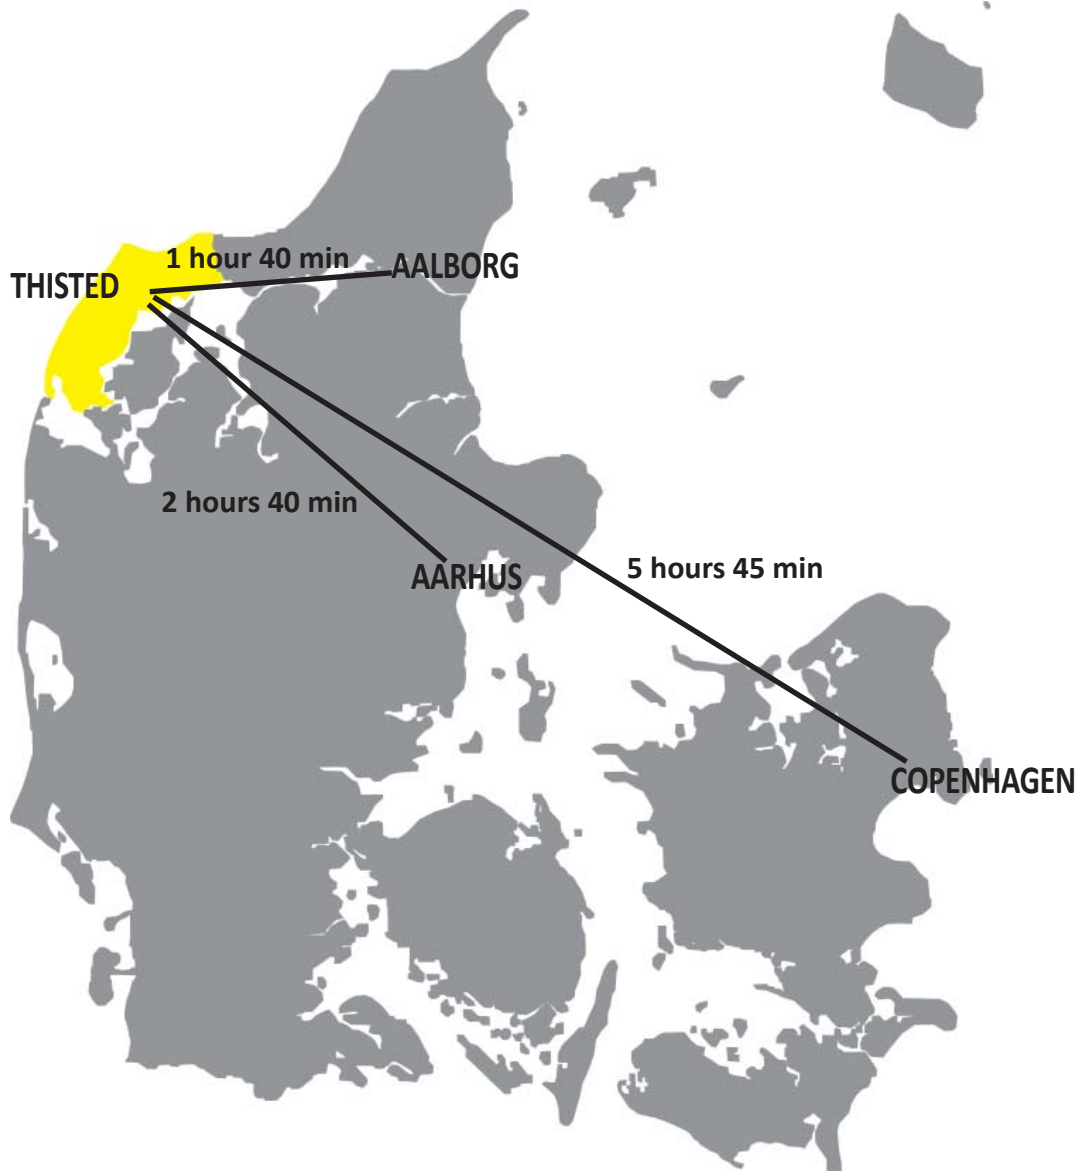 1 hour 40 min
AALBORG
THISTED
2 hours 40 min
AARHUS
5 hours 45 min
COPENHAGEN